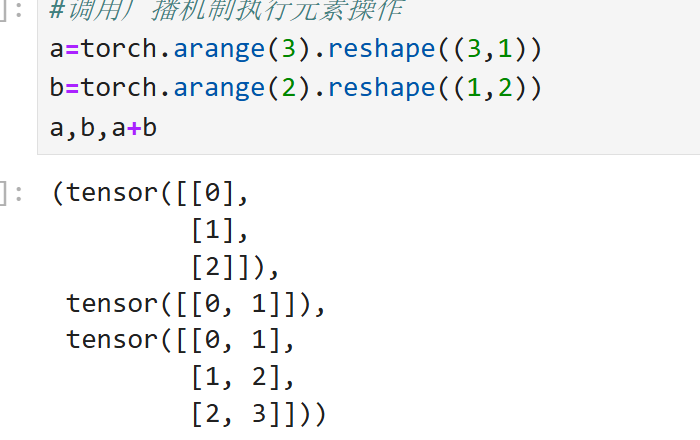 ]: #调用广播机制执行元素操作
a=torch.arange(3).reshape((3,1))
b=torch.arange(2).reshape((1,2))
a,b,a+b
]: (tensor([[0],
[1],
[2]]),
tensor([[0, 1]]),
tensor([[0, 1],
[1, 2],
[2, 3]]))